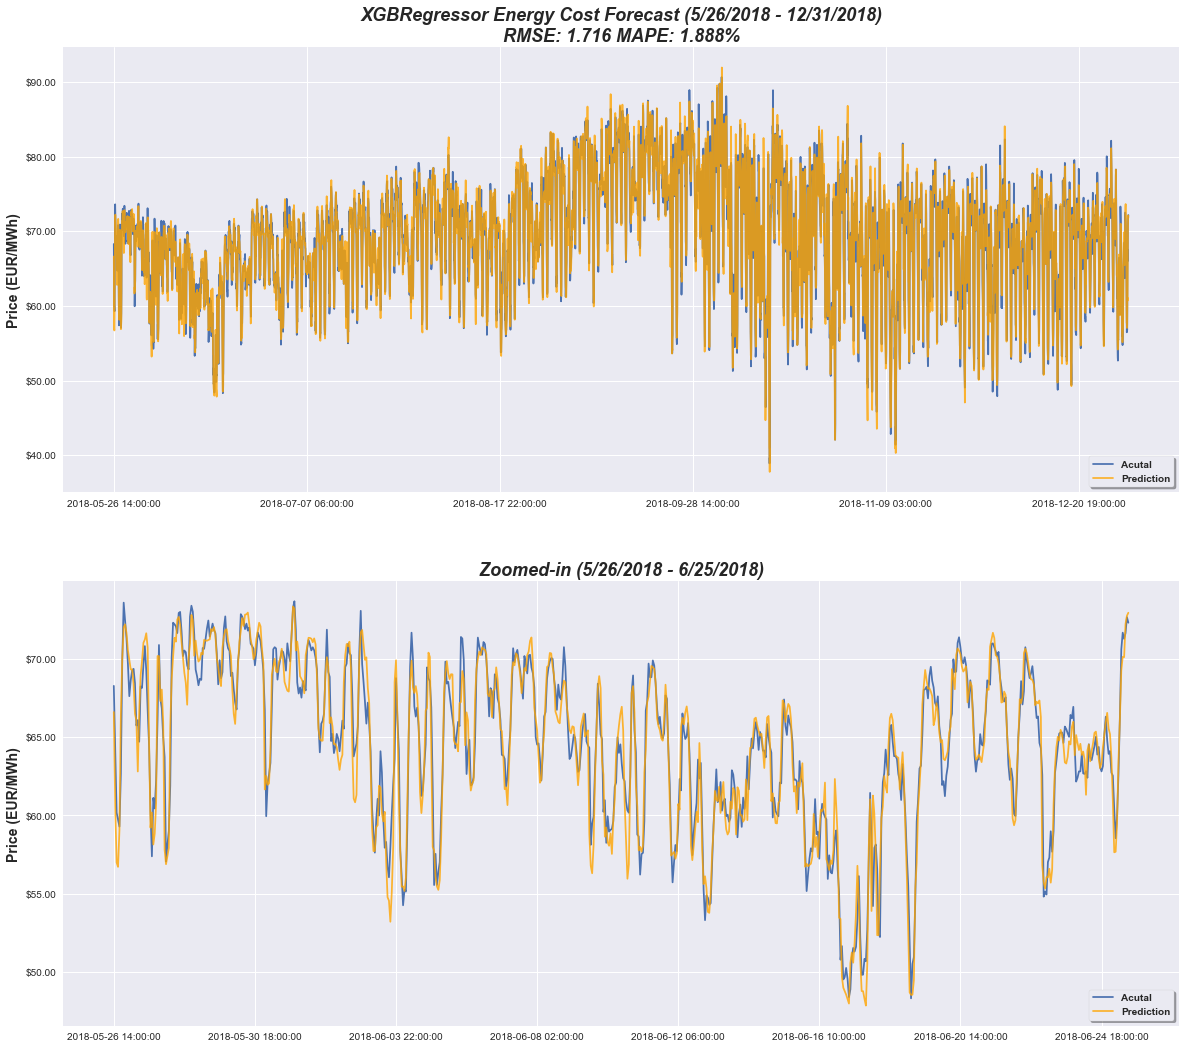 XGBRegressor Energy Cost Forecast (5/26/2018 - 12/31/2018)
RMSE: 1.716 MAPE: 1.888%
Price (EUR/MWh)
$90.00
$80.00
$70.00
$60.00
$50.00
$40.00
Acutal
Prediction
2018-05-26 14:00:00 2018-07-07 06:00:00 2018-08-17 22:00:00 2018-09-28 14:00:00 2018-11-09 03:00:00 2018-12-20 19:00:00
Zoomed-in (5/26/2018 - 6/25/2018)
Price (EUR/MWh)
$70.00
$65.00
$60.00
$55.00
$50.00
Acutal
Prediction
2018-05-26 14:00:00 2018-05-30 18:00:00 2018-06-03 22:00:00 2018-06-08 02:00:00 2018-06-12 06:00:00 2018-06-16 10:00:00 2018-06-20 14:00:00 2018-06-24 18:00:00